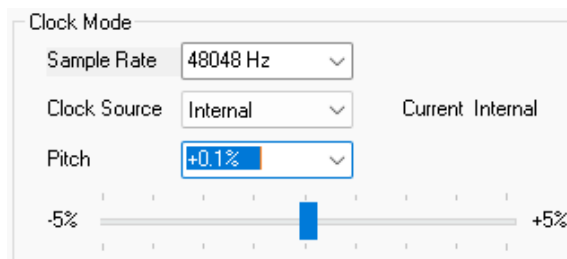 Clock Mode
Sample Rate 48048 Hz
Clock Source Internal Current Internal
Pitch +0.1%
-5% +5%